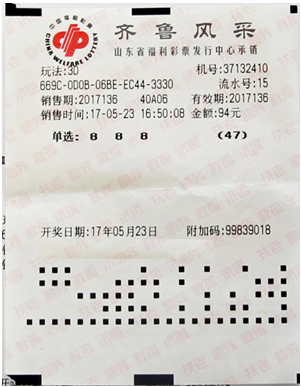 中国福利彩票
CHINA WELFARE LOTTERY
齐鲁风采
山东省福利彩票发行中心承销
玩法:3D 机号:37132410
669C-0D0B-06BE-EC44-3330 流水号:15
销售期:2017136 40A06 有效期:2017136
销售时间:17-05-23 16:50:08 金额:94元
单选: 8 8 8 (47)
开奖日期:17年05月23日 附加码:99839018